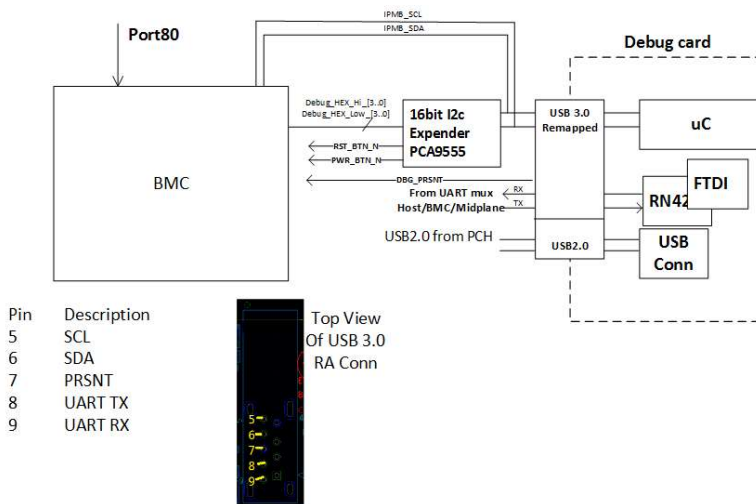 IPMB_SCL
IPMB_SDA
Port80
Debug card
BMC
Debug_HEX_Hi_[3..0]
Debug_HEX_Low_[3..0]
16bit I2c
Expender
PCA9555
RST_BTN_N
PWR_BTN_N
DBG_PRSNT
From UART mux
Host/BMC/Midplane
RX
TX
USB2.0 from PCH
USB 3.0
Remapped
USB2.0
uC
FTDI
RN42
USB
Conn
Pin Description
5 SCL
6 SDA
7 PRSNT
8 UART TX
9 UART RX
5
6
7
8
9
Top View
Of USB 3.0
RA Conn